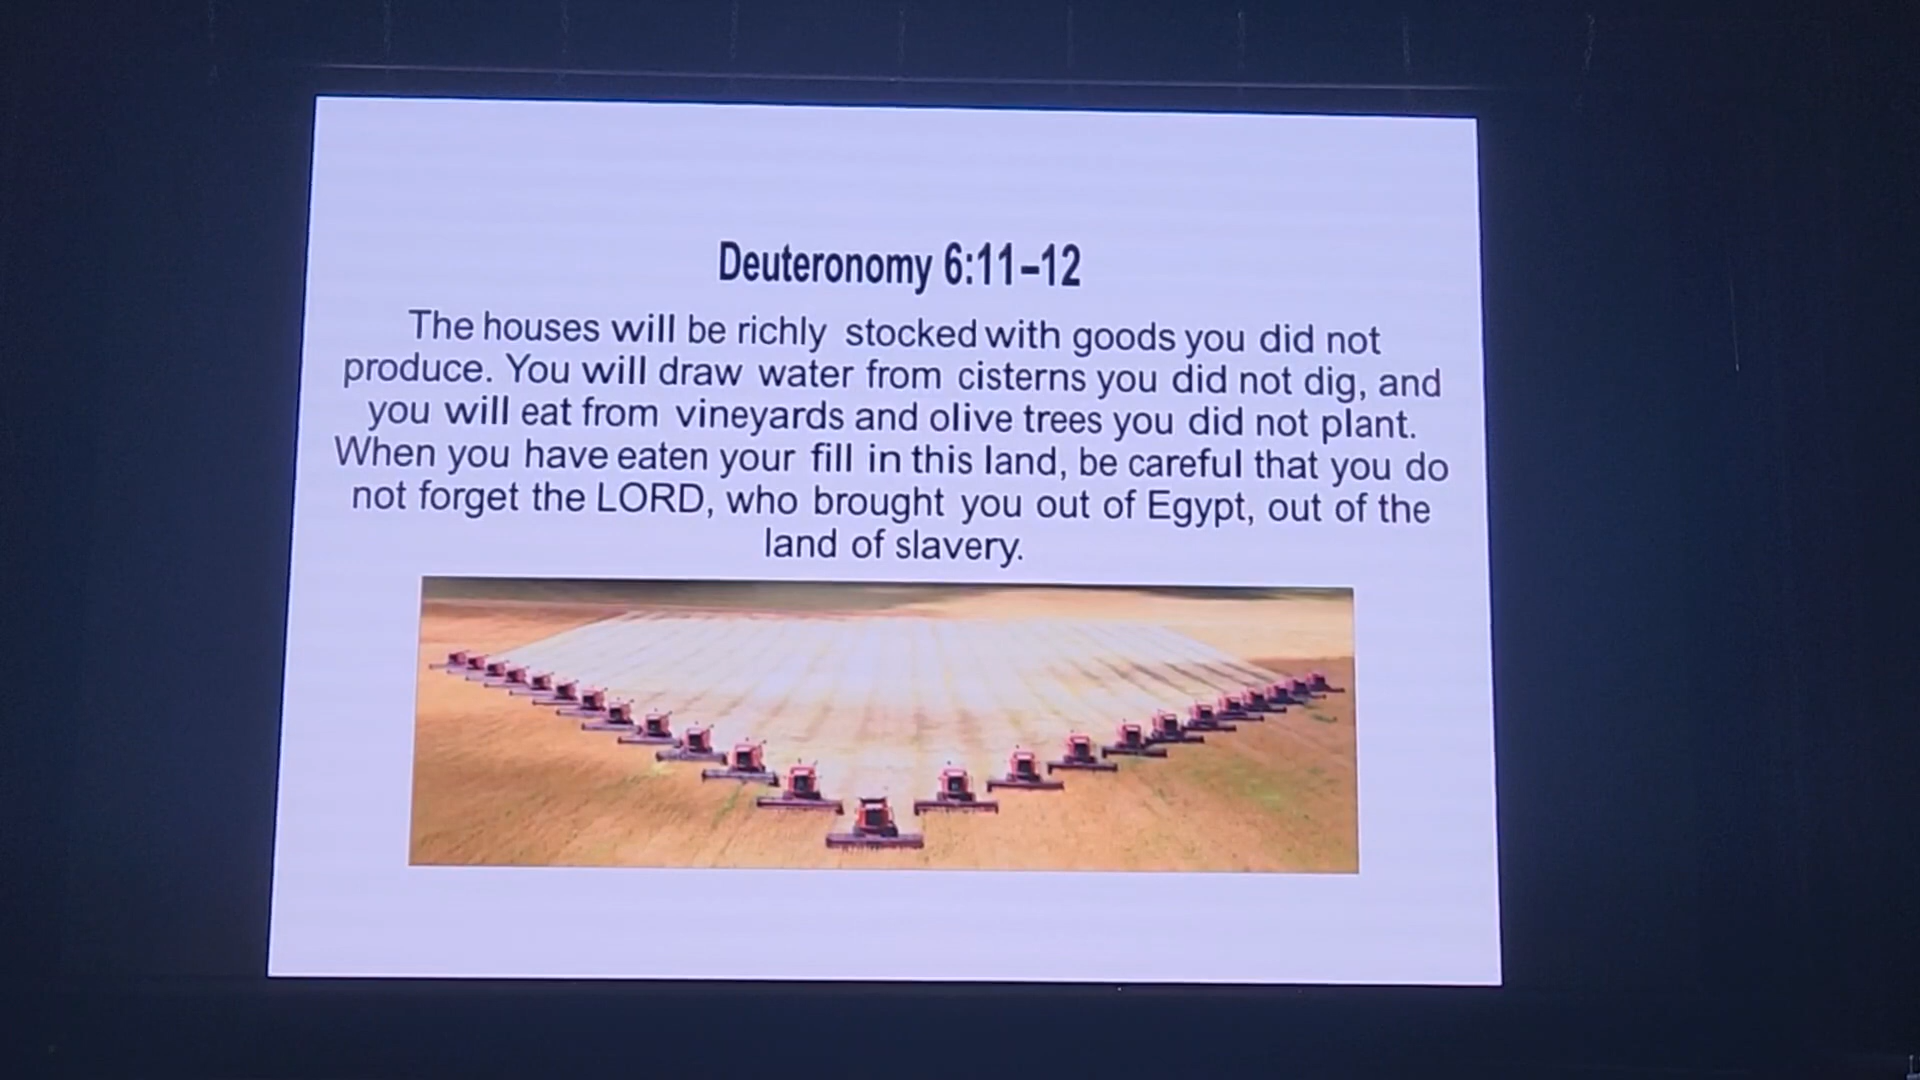 Deuteronomy 6:11–12
The houses will be richly stocked with goods you did not
produce. You will draw water from cisterns you did not dig, and
you will eat from vineyards and olive trees you did not plant.
When you have eaten your fill in this land, be careful that you do
not forget the LORD, who brought you out of Egypt, out of the
land of slavery.